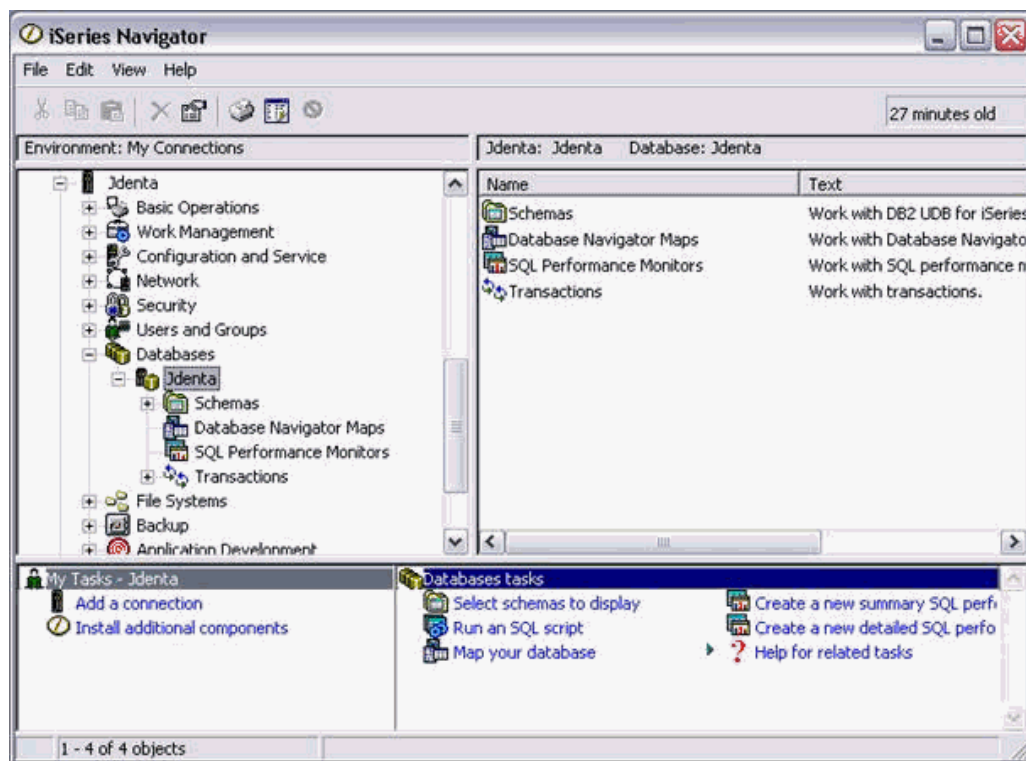 iSeries Navigator
File Edit View Help
27 minutes old
Environment: My Connections
Jdenta: Jdenta Database: Jdenta
Jdenta
Basic Operations
Work Management
Configuration and Service
Network
Security
Users and Groups
Databases
Jdenta
Schemas
Database Navigator Maps
SQL Performance Monitors
Transactions
File Systems
Backup
Application Development
Name Text
Schemas Work with DB2 UDB for iSeries
Database Navigator Maps Work with Database Navigato
SQL Performance Monitors Work with SQL performance m
Transactions Work with transactions.
My Tasks - Jdenta
Add a connection
Install additional components
Databases tasks
Select schemas to display
Run an SQL script
Map your database
Create a new summary SQL perf
Create a new detailed SQL perfo
Help for related tasks
1 - 4 of 4 objects